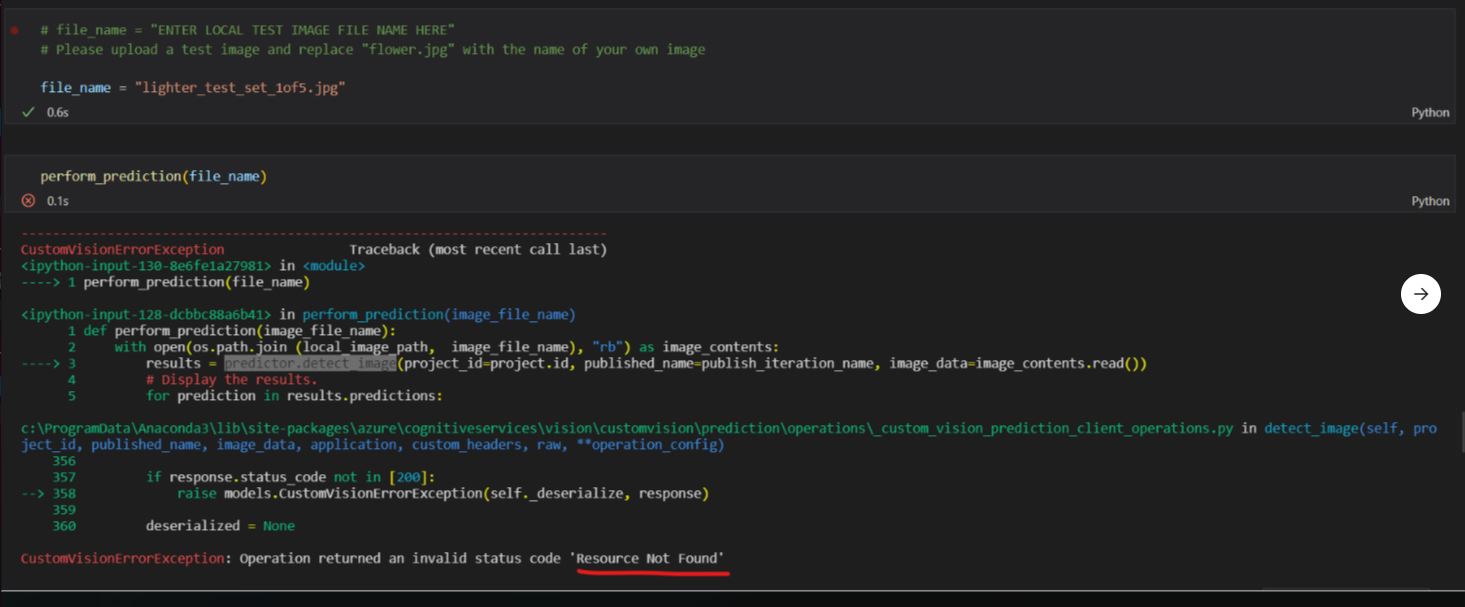 # file_name = "ENTER LOCAL TEST IMAGE FILE NAME HERE"
# Please upload a test image and replace "flower.jpg" with the name of your own image
file_name = "lighter_test_set_1of5.jpg"
0.6s
Python
perform_prediction(file_name)
0.1s
Python
---------------------------------------------------------------------------
CustomVisionErrorException                Traceback (most recent call last)
<ipython-input-130-8e6fe1a27981> in <module>
----> 1 perform_prediction(file_name)
<ipython-input-128-dcbbc88a6b41> in perform_prediction(image_file_name)
      1 def perform_prediction(image_file_name):
      2     with open(os.path.join (local_image_path,  image_file_name), "rb") as image_contents:
----> 3         results = predictor.detect_image(project_id=project.id, published_name=publish_iteration_name, image_data=image_contents.read())
      4         # Display the results.
      5         for prediction in results.predictions:
c:\ProgramData\Anaconda3\lib\site-packages\azure\cognitiveservices\vision\customvision\prediction\operations\_custom_vision_prediction_client_operations.py in detect_image(self, pro
ject_id, published_name, image_data, application, custom_headers, raw, **operation_config)
    356
    357         if response.status_code not in [200]:
--> 358             raise models.CustomVisionErrorException(self._deserialize, response)
    359
    360         deserialized = None
CustomVisionErrorException: Operation returned an invalid status code 'Resource Not Found'